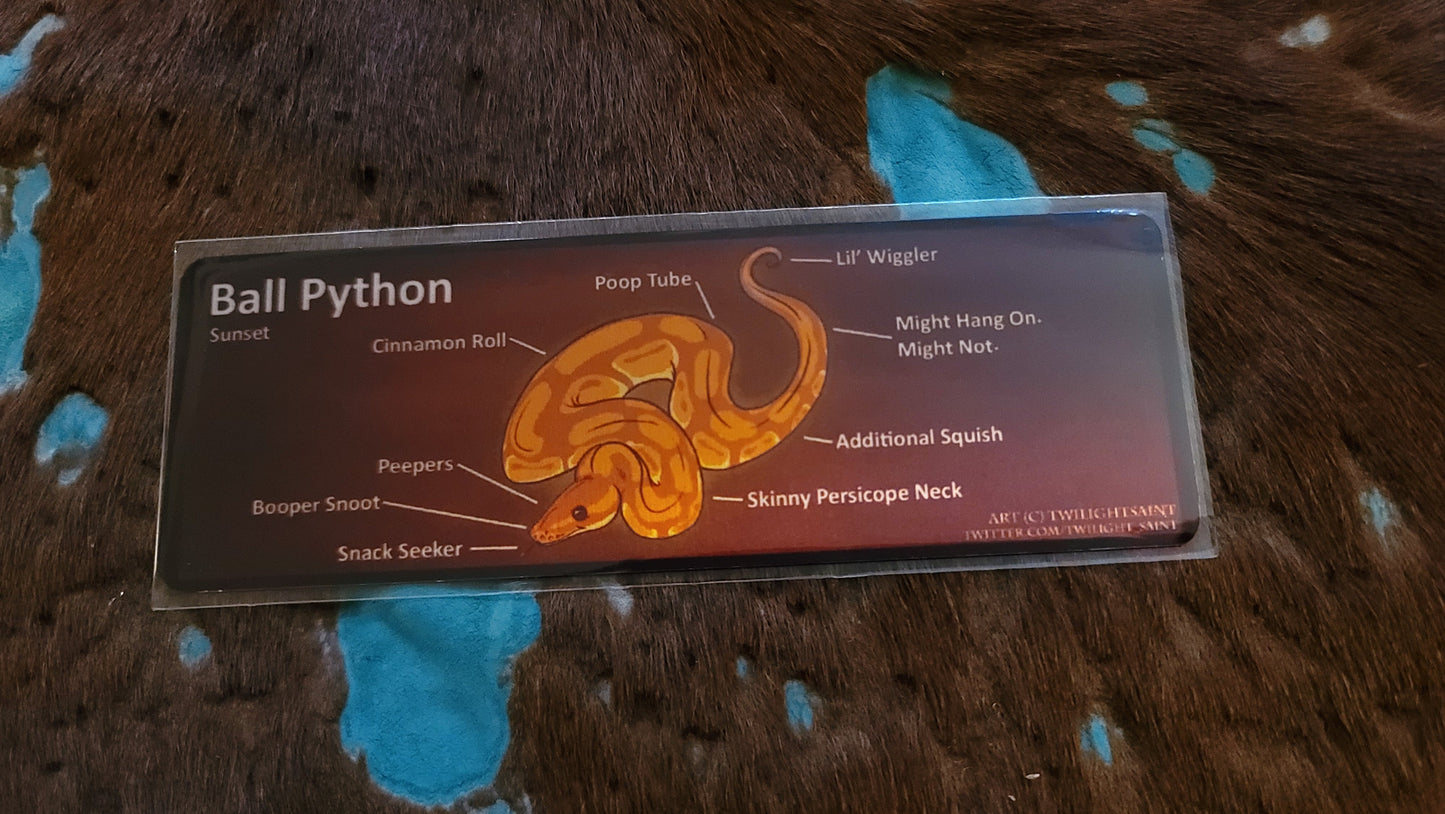 Ball Python
Sunset
Lil' Wiggler
Poop Tube
Might Hang On.
Might Not.
Cinnamon Roll
Additional Squish
Peepers
Skinny Persicope Neck
Booper Snoot
Snack Seeker
ART (C) TWILIGHTSAINT
TWITTER.COM/TWILIGHT_SAINT